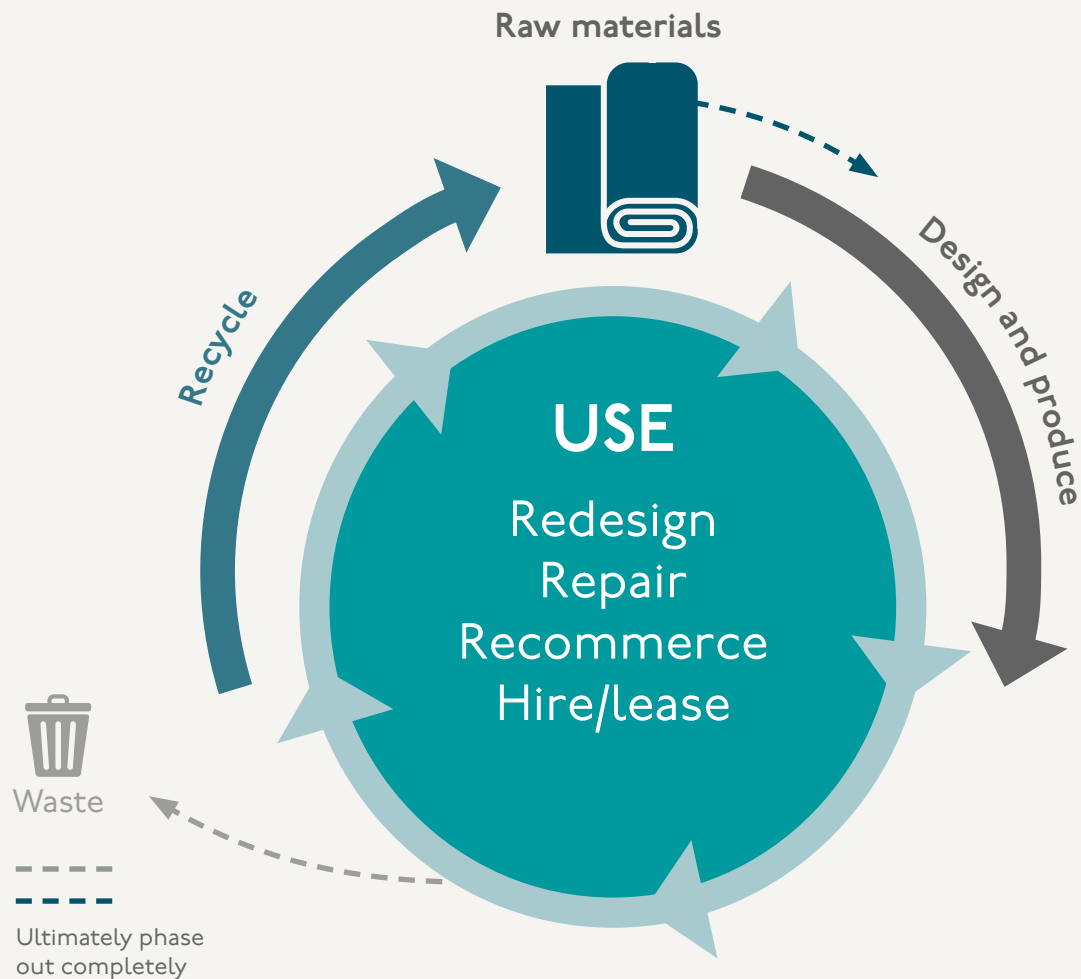 Raw materials
Design and produce
Recycle
USE
Redesign
Repair
Recommerce
Hire/lease
Waste
Ultimately phase
out completely